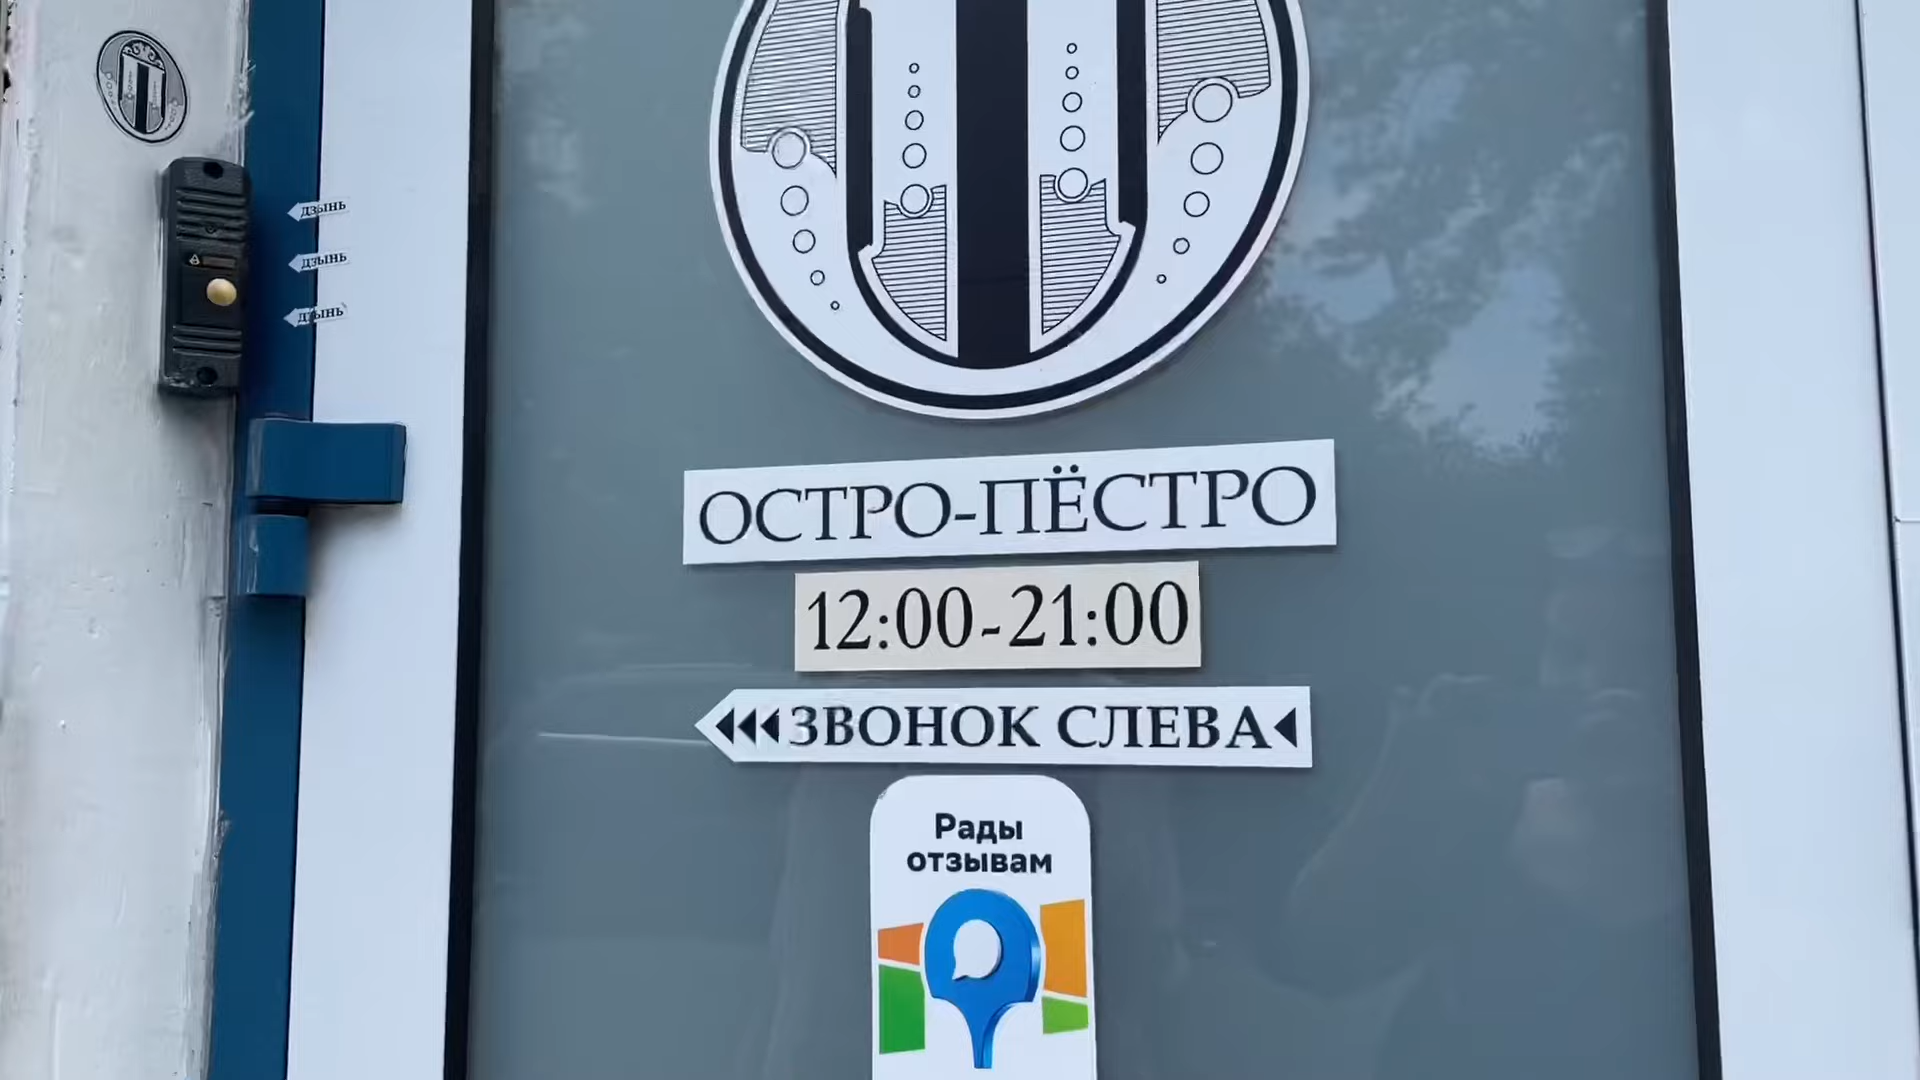 ДЗЫНЬ
ДЗЫНЬ
ДЗЫНЬ
ОСТРО-ПЁСТРО
12:00-21:00
ЗВОНОК СЛЕВА
Рады
отзывам